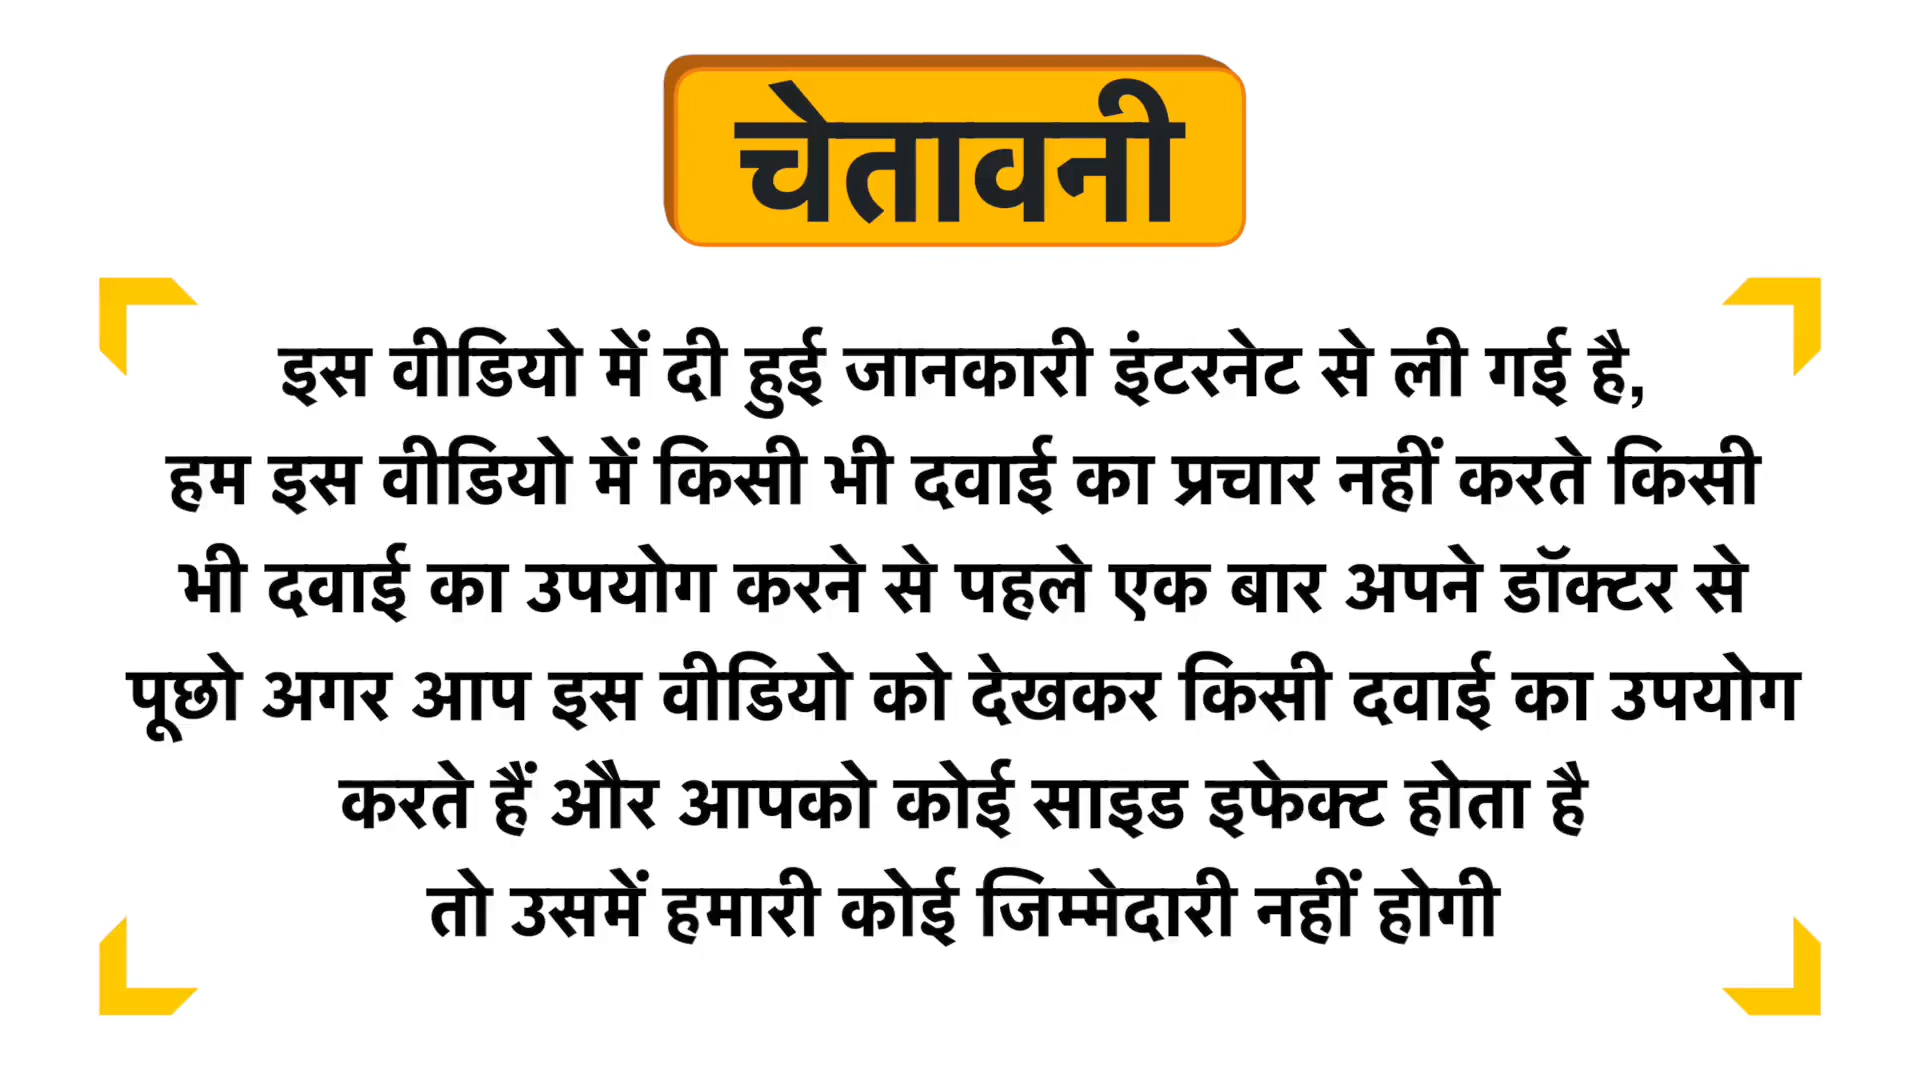 चेतावनी
इस वीडियो में दी हुई जानकारी इंटरनेट से ली गई है,
हम इस वीडियो में किसी भी दवाई का प्रचार नहीं करते किसी
भी दवाई का उपयोग करने से पहले एक बार अपने डॉक्टर से
पूछो अगर आप इस वीडियो को देखकर किसी दवाई का उपयोग
करते हैं और आपको कोई साइड इफेक्ट होता है
तो उसमें हमारी कोई जिम्मेदारी नहीं होगी